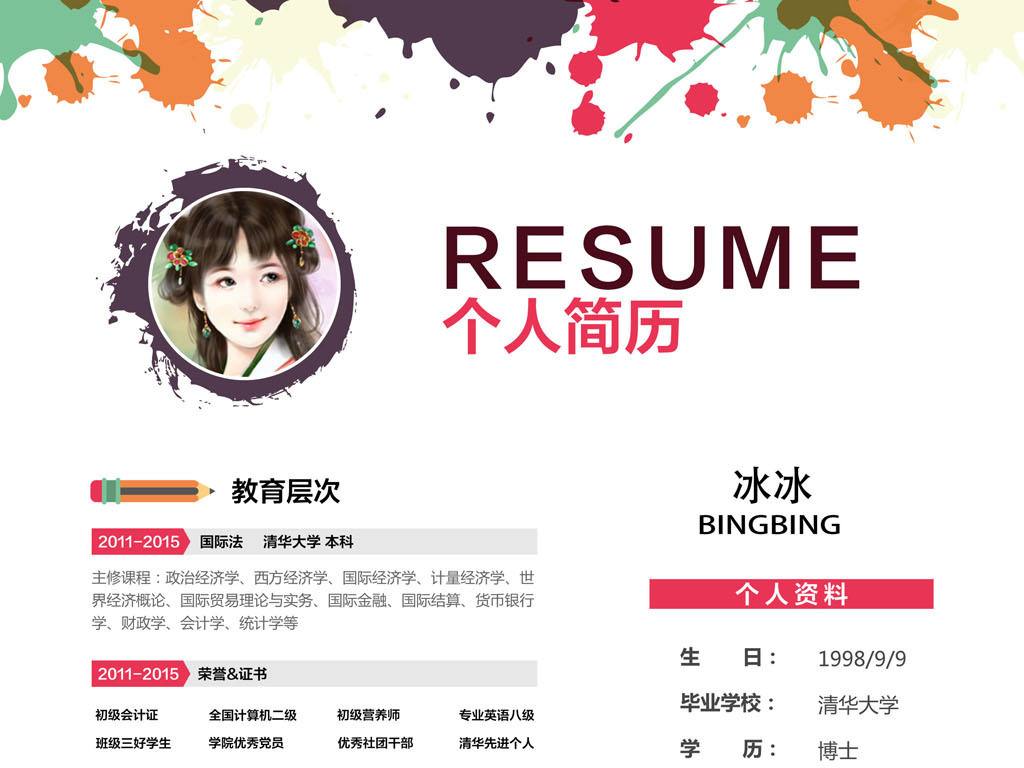 RESUME
个人简历
教育层次
2011-2015 国际法 清华大学 本科
主修课程：政治经济学、西方经济学、国际经济学、计量经济学、世
界经济概论、国际贸易理论与实务、国际金融、国际结算、货币银行
学、财政学、会计学、统计学等
2011-2015 荣誉&证书
初级会计证 全国计算机二级 初级营养师 专业英语八级
班级三好学生 学院优秀党员 优秀社团干部 清华先进个人
冰冰
BINGBING
个人资料
生 日： 1998/9/9
毕业学校： 清华大学
学 历： 博士